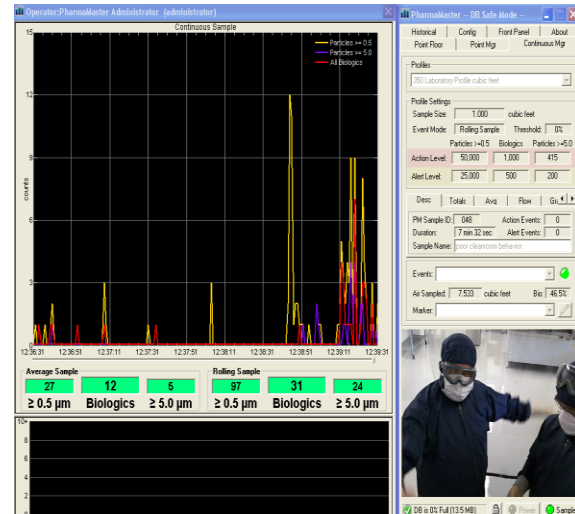 Operator:PharmaMaster Administrator (administrator)
Continuous Sample
15
12
9
6
3
0
counts
Particles >= 0.5
Particles >= 5.0
All Biologics
12:36:31 12:36:51 12:37:11 12:37:31 12:37:51 12:38:11 12:38:31 12:38:51 12:39:11 12:39:31
Average Sample
27 12 5
≥ 0.5 µm Biologics ≥ 5.0 µm
Rolling Sample
97 31 24
≥ 0.5 µm Biologics ≥ 5.0 µm
10+
8
6
4
2
0
PharmaMaster -- DB Safe Mode --
Historical Config Front Panel About
Point Floor Point Mgr Continuous Mgr
Profiles
350 Laboratory Profile cubic feet
Profile Settings
Sample Size: 1.000 cubic feet
Event Mode: Rolling Sample Threshold: 0%
Particles >=0.5 Biologics Particles >=5.0
Action Level: 50,000 1,000 415
Alert Level: 25,000 500 200
Desc Totals Avg Flow
PM Sample ID: 048 Action Events: 0
Duration: 7 min 32 sec Alert Events: 0
Sample Name: poor cleanroom behavior
Events:
Air Sampled: 7.533 cubic feet Bio: 46.5%
Marker:
DB is 0% Full (13.5 MB) Power Sample